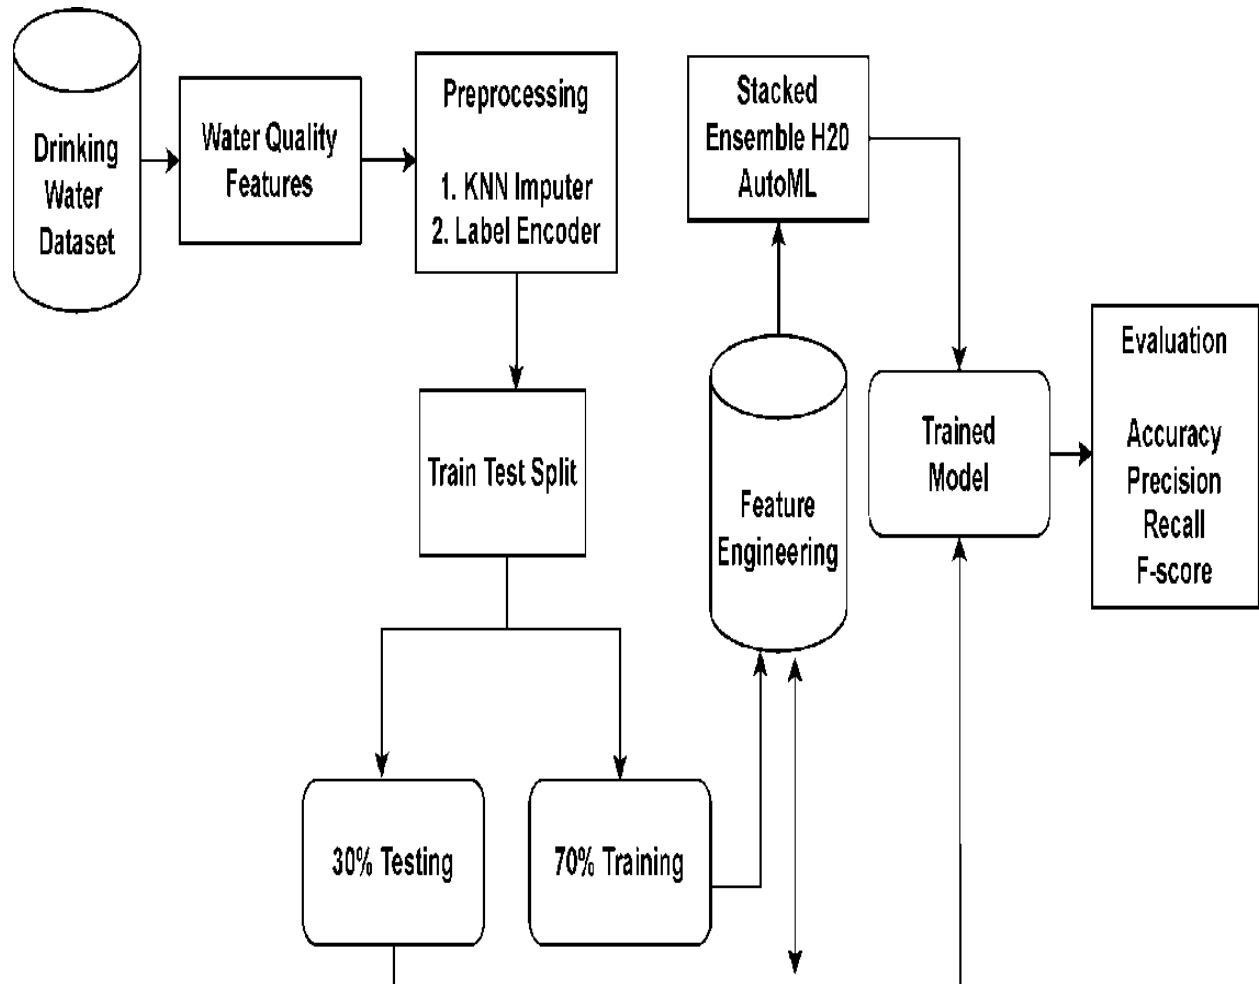 Drinking
Water
Dataset
Water Quality
Features
Preprocessing
1. KNN Imputer
2. Label Encoder
Train Test Split
30% Testing
70% Training
Feature
Engineering
Stacked
Ensemble H20
AutoML
Trained
Model
Evaluation
Accuracy
Precision
Recall
F-score